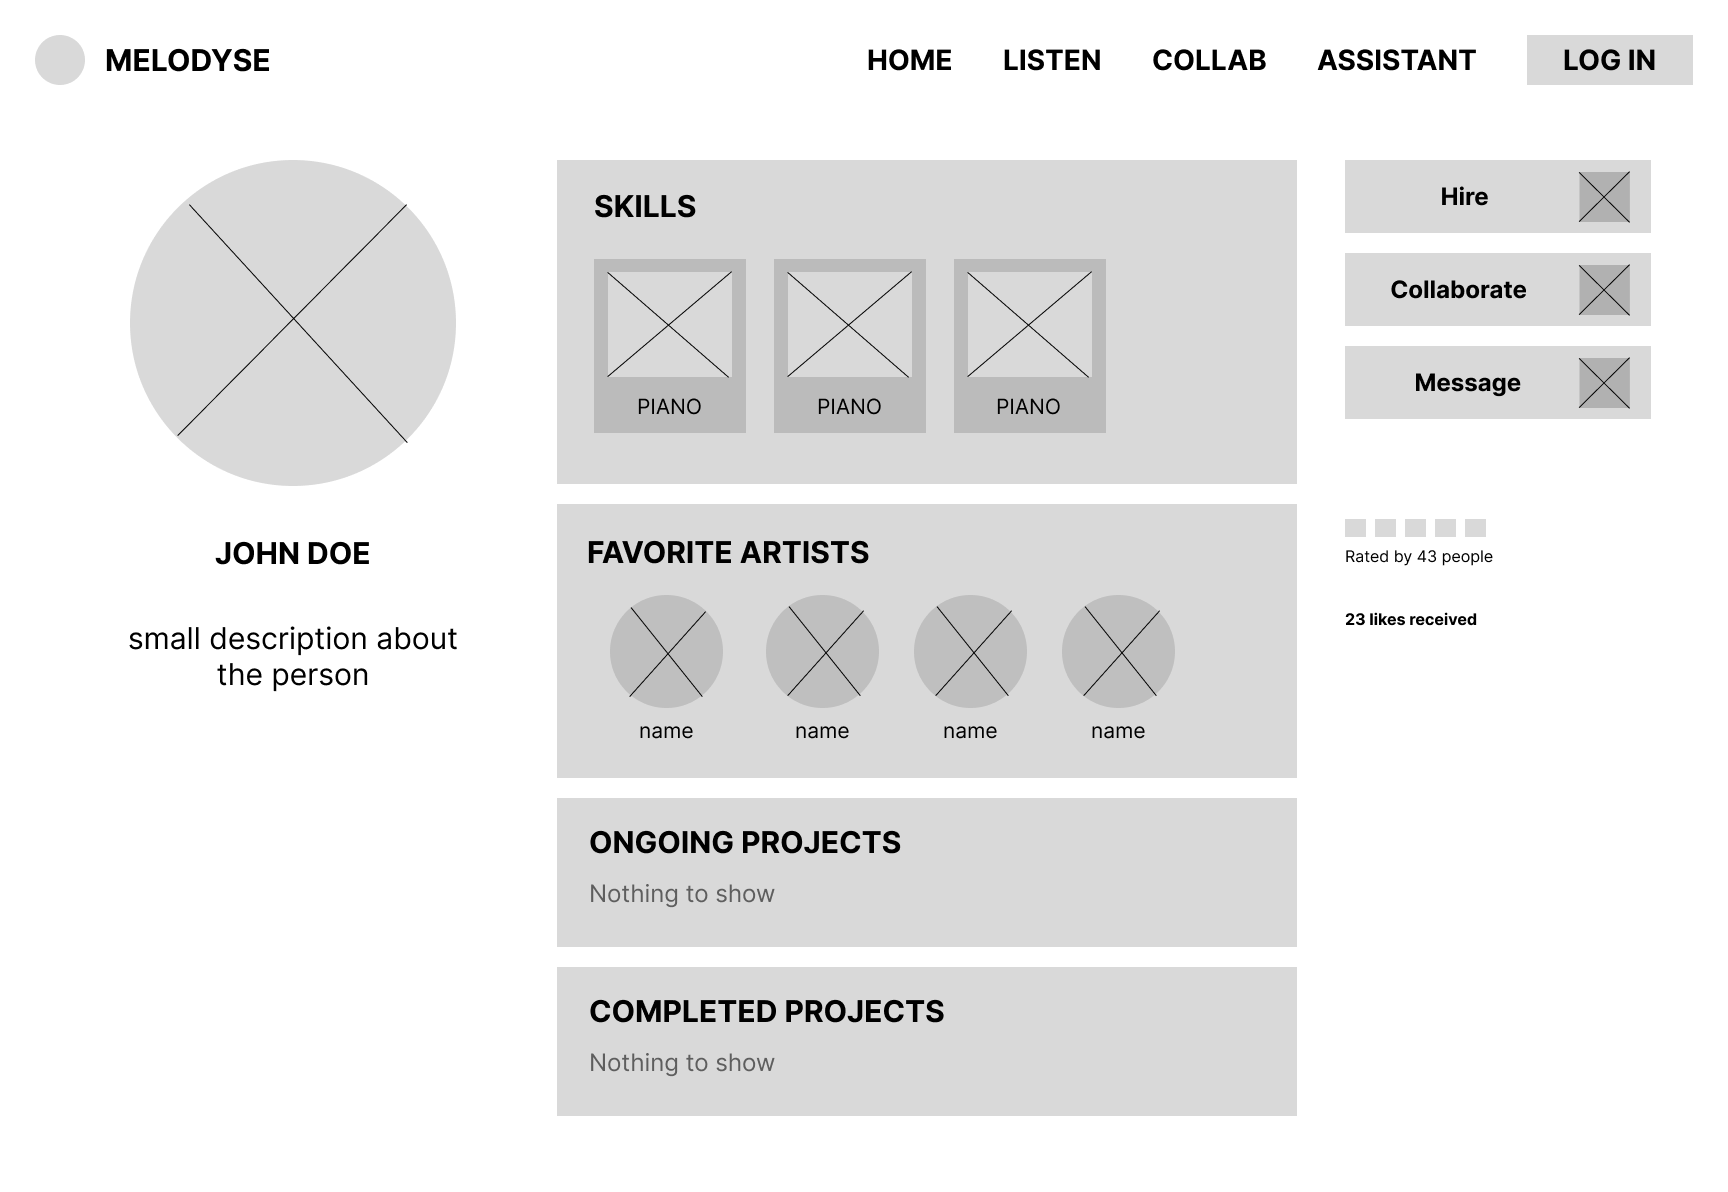 MELODYSE
HOME
LISTEN
COLLAB
ASSISTANT
LOG IN
JOHN DOE
small description about
the person
SKILLS
PIANO
PIANO
PIANO
FAVORITE ARTISTS
name
name
name
name
ONGOING PROJECTS
Nothing to show
COMPLETED PROJECTS
Nothing to show
Hire
Collaborate
Message
Rated by 43 people
23 likes received